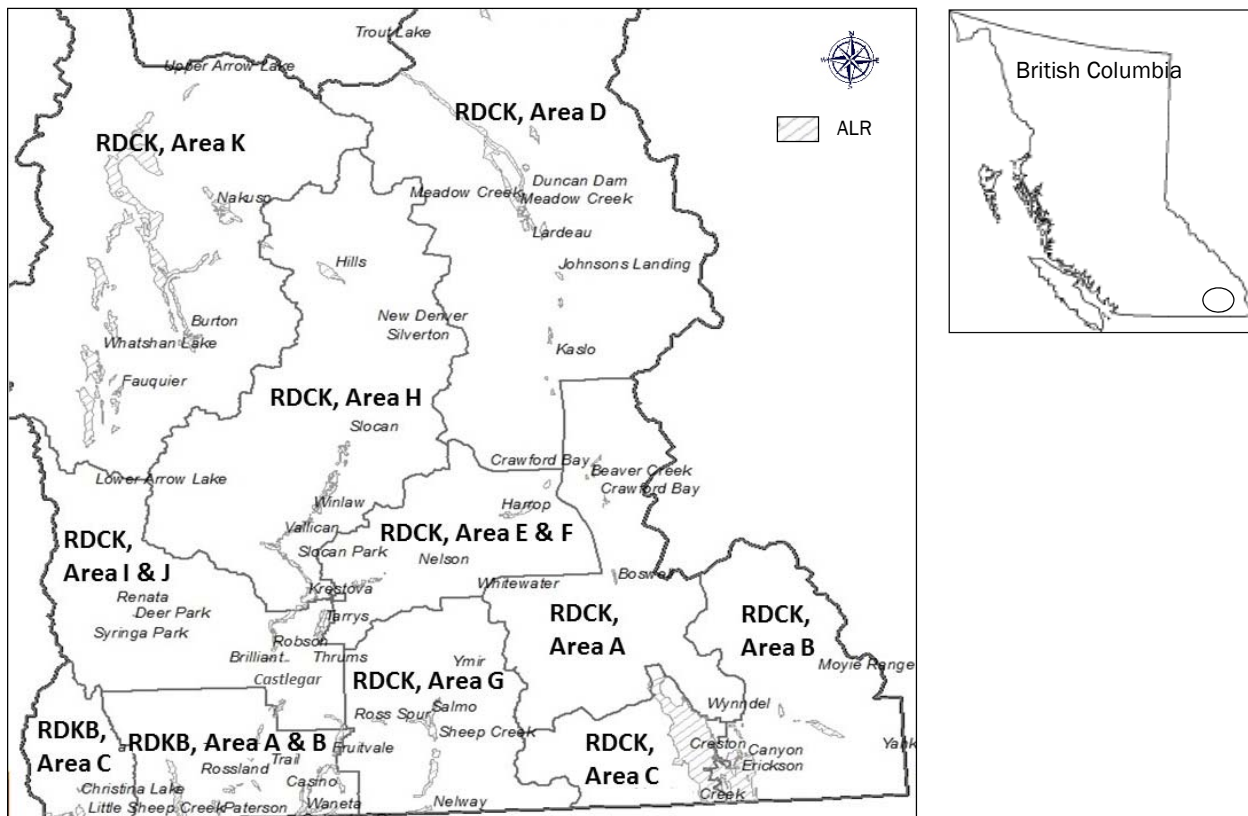 Trout Lake
N
W E
S
British Columbia
Upper Arrow Lake
RDCK, Area D
ALR
RDCK, Area K
Duncan Dam
Meadow Creek
Meadow Creek
Nakusp
Lardeau
Hills
Johnsons Landing
New Denver
Silverton
Burton
Whatshan Lake
Kaslo
Fauquier
RDCK, Area H
Slocan
Crawford Bay
Beaver Creek
Lower Arrow Lake
Crawford Bay
Winlaw
Harrop
Vallican
RDCK, Area E & F
Slocan Park
Nelson
RDCK,
Area I & J
Whitewater
Krestova
Renata
Deer Park
Tarrys
RDCK,
Area A
RDCK,
Area B
Syringa Park
Robson
Brilliant
Thrums
Ymir
Moyie Range
Castlegar
RDCK, Area G
Salmo
Ross Spur
Wynndel
Sheep Creek
RDKB,
Area C
RDKB, Area A & B
Fruitvale
RDCK,
Area C
Creston
Canyon
Yahk
Trail
Rossland
Erickson
Casino
Christina Lake
Creek
Little Sheep Creek
Paterson
Waneta
Nelway